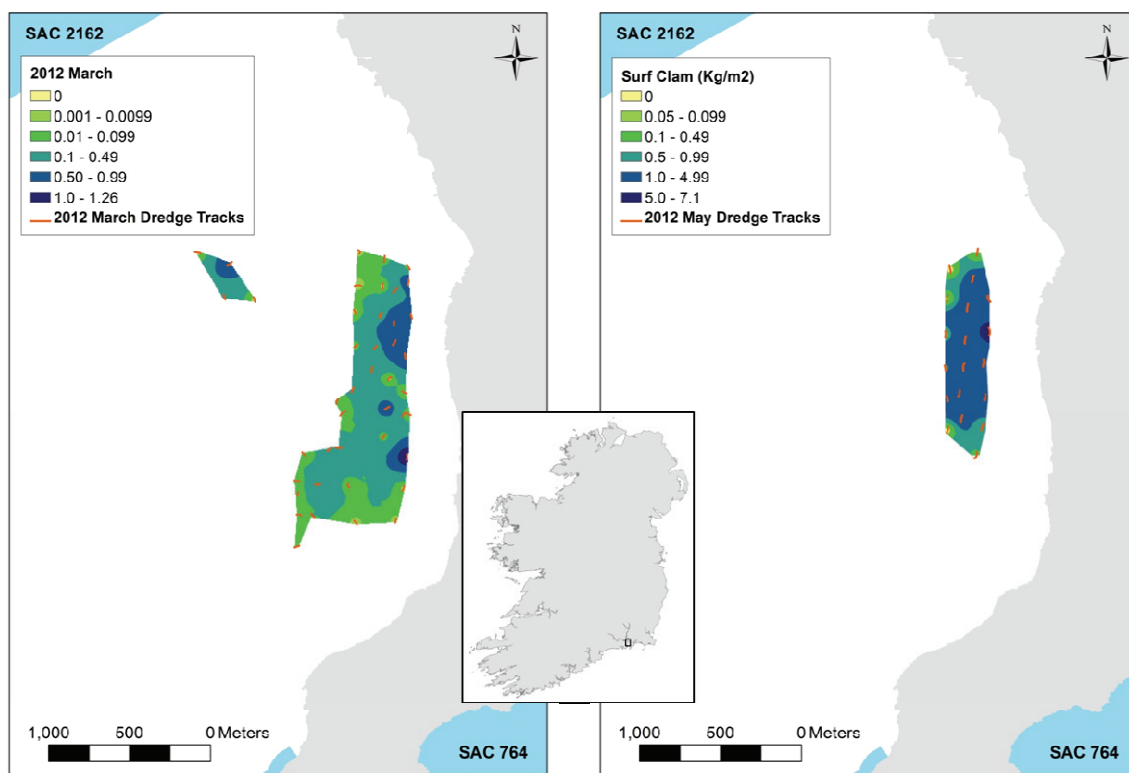 SAC 2162
N
2012 March
0
0.001 - 0.0099
0.01 - 0.099
0.1 - 0.49
0.50 - 0.99
1.0 - 1.26
2012 March Dredge Tracks
1,000 500 0 Meters
SAC 764
SAC 2162
N
Surf Clam (Kg/m2)
0
0.05 - 0.099
0.1 - 0.49
0.5 - 0.99
1.0 - 4.99
5.0 - 7.1
2012 May Dredge Tracks
1,000 500 0 Meters
SAC 764